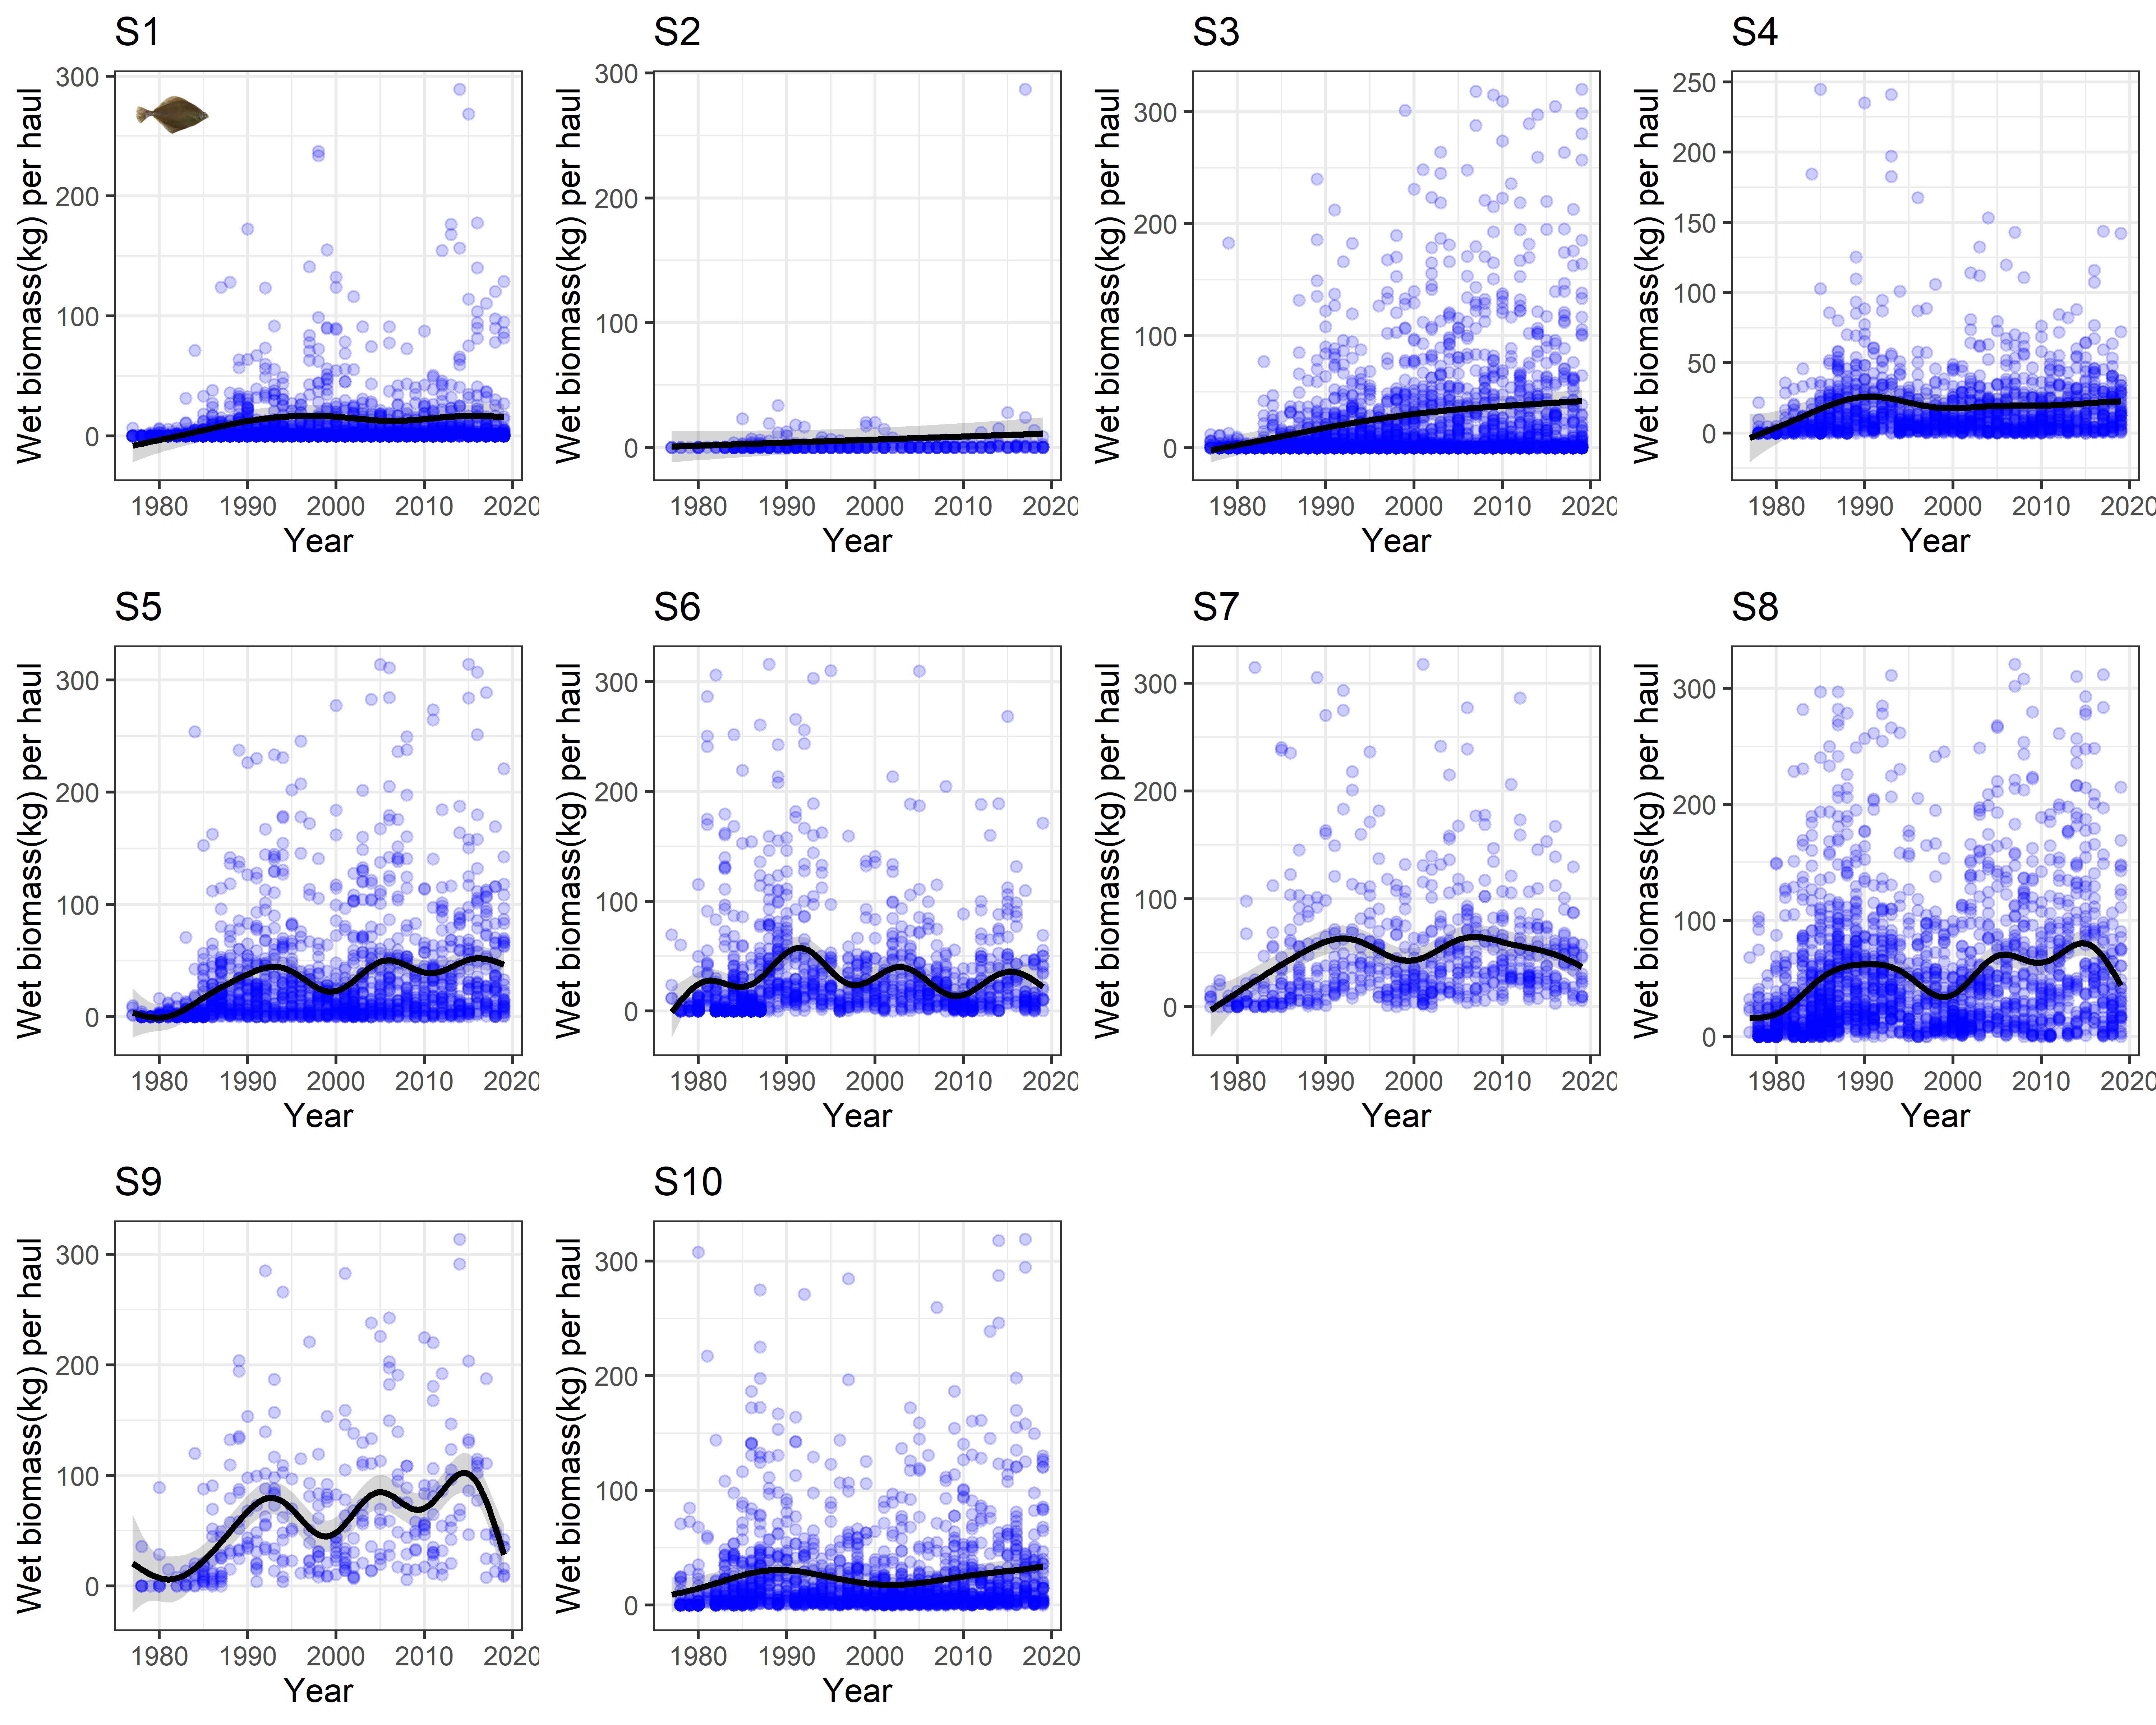 S1 S2 S3 S4
Wet biomass(kg) per haul Wet biomass(kg) per haul Wet biomass(kg) per haul Wet biomass(kg) per haul
300 300 250
300
200 200 200
200 150
100 100 100 100
50
0 0 0 0
1980 1990 2000 2010 2020 1980 1990 2000 2010 2020 1980 1990 2000 2010 2020 1980 1990 2000 2010 2020
Year Year Year Year
S5 S6 S7 S8
Wet biomass(kg) per haul Wet biomass(kg) per haul Wet biomass(kg) per haul Wet biomass(kg) per haul
300 300 300 300
200 200 200 200
100 100 100 100
0 0 0 0
1980 1990 2000 2010 2020 1980 1990 2000 2010 2020 1980 1990 2000 2010 2020 1980 1990 2000 2010 2020
Year Year Year Year
S9 S10
Wet biomass(kg) per haul Wet biomass(kg) per haul
300 300
200 200
100 100
0 0
1980 1990 2000 2010 2020 1980 1990 2000 2010 2020
Year Year